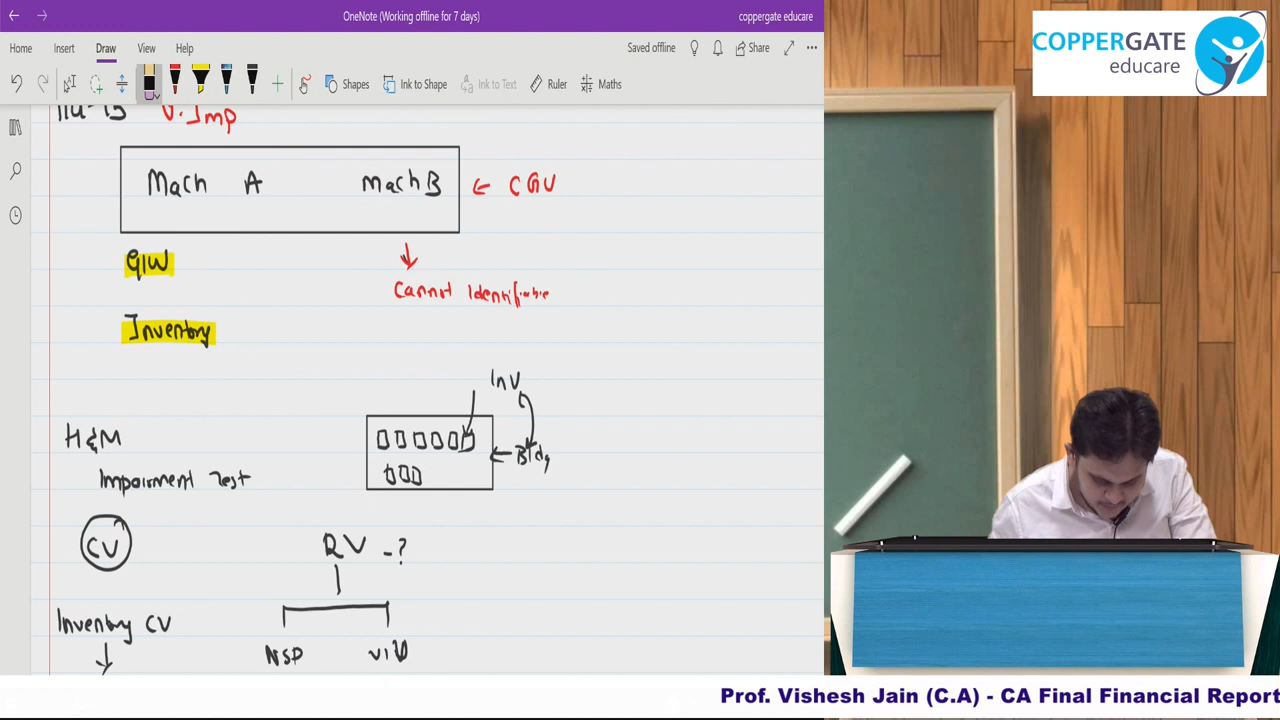 OneNote (Working offline for 7 days)
coppergate educare
Home Insert Draw View Help
Saved offline Share
Shapes Ink to Shape Ink to Text Ruler Maths
V. Imp
Mach A Mach B ← CGU
G/W
Cannot Identifiable
Inventory
Inv
H&M
← Bldg
Impairment Test
CV
RV - ?
Inventory CV
NSP VIU
COPPERGATE
educare
Prof. Vishesh Jain (C.A) - CA Final Financial Report